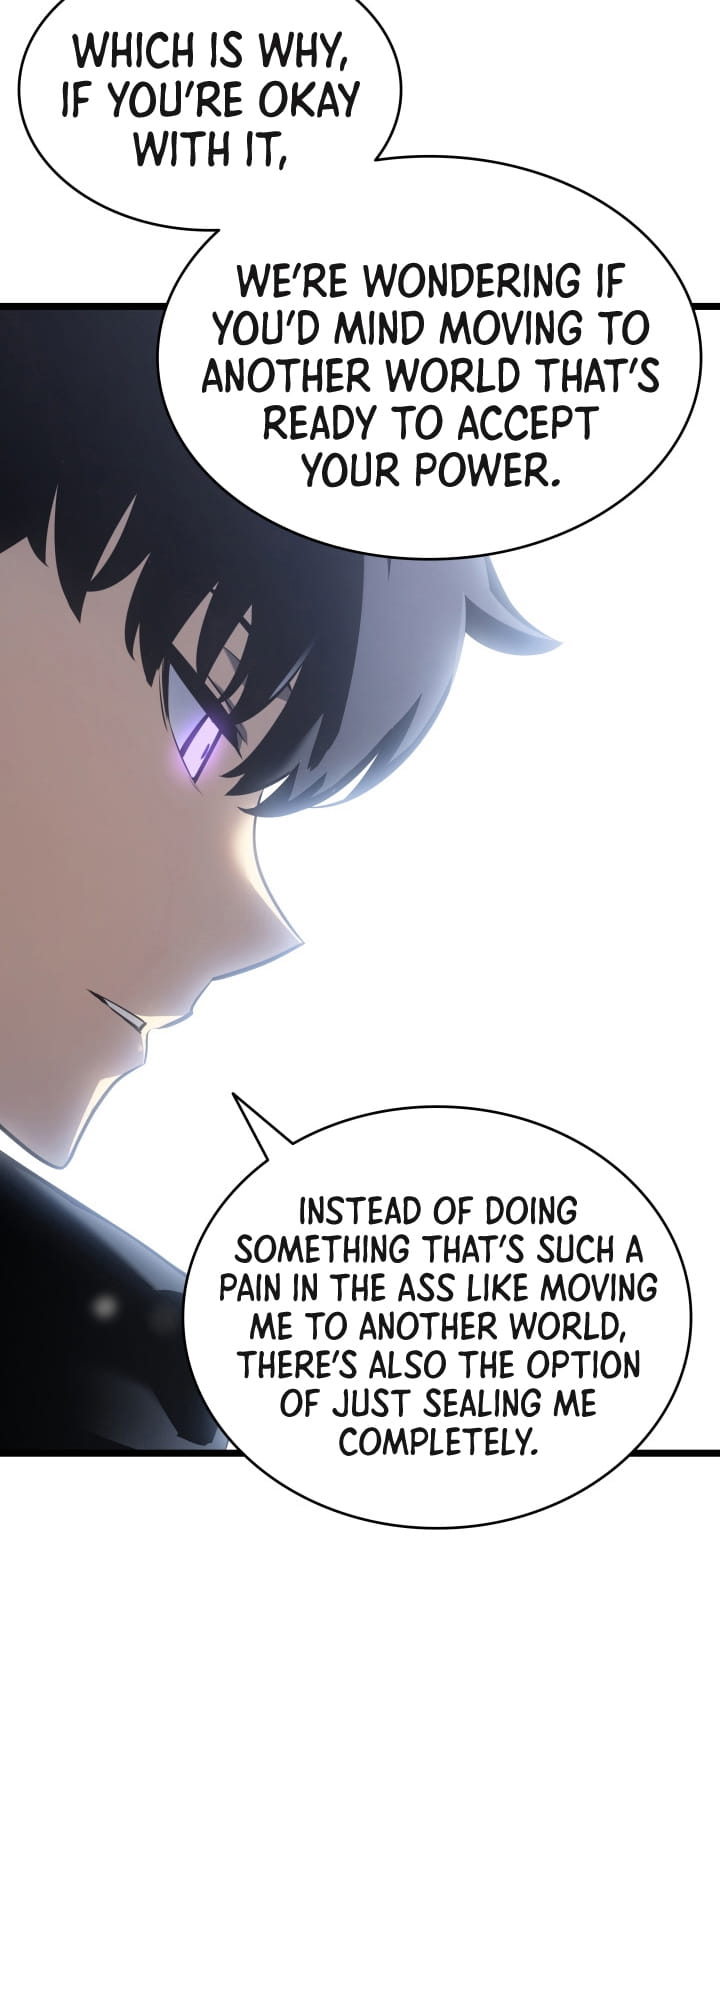 WHICH IS WHY,
IF YOU'RE OKAY
WITH IT,
WE'RE WONDERING IF
YOU'D MIND MOVING TO
ANOTHER WORLD THAT'S
READY TO ACCEPT
YOUR POWER.
INSTEAD OF DOING
SOMETHING THAT'S SUCH A
PAIN IN THE ASS LIKE MOVING
ME TO ANOTHER WORLD,
THERE'S ALSO THE OPTION
OF JUST SEALING ME
COMPLETELY.